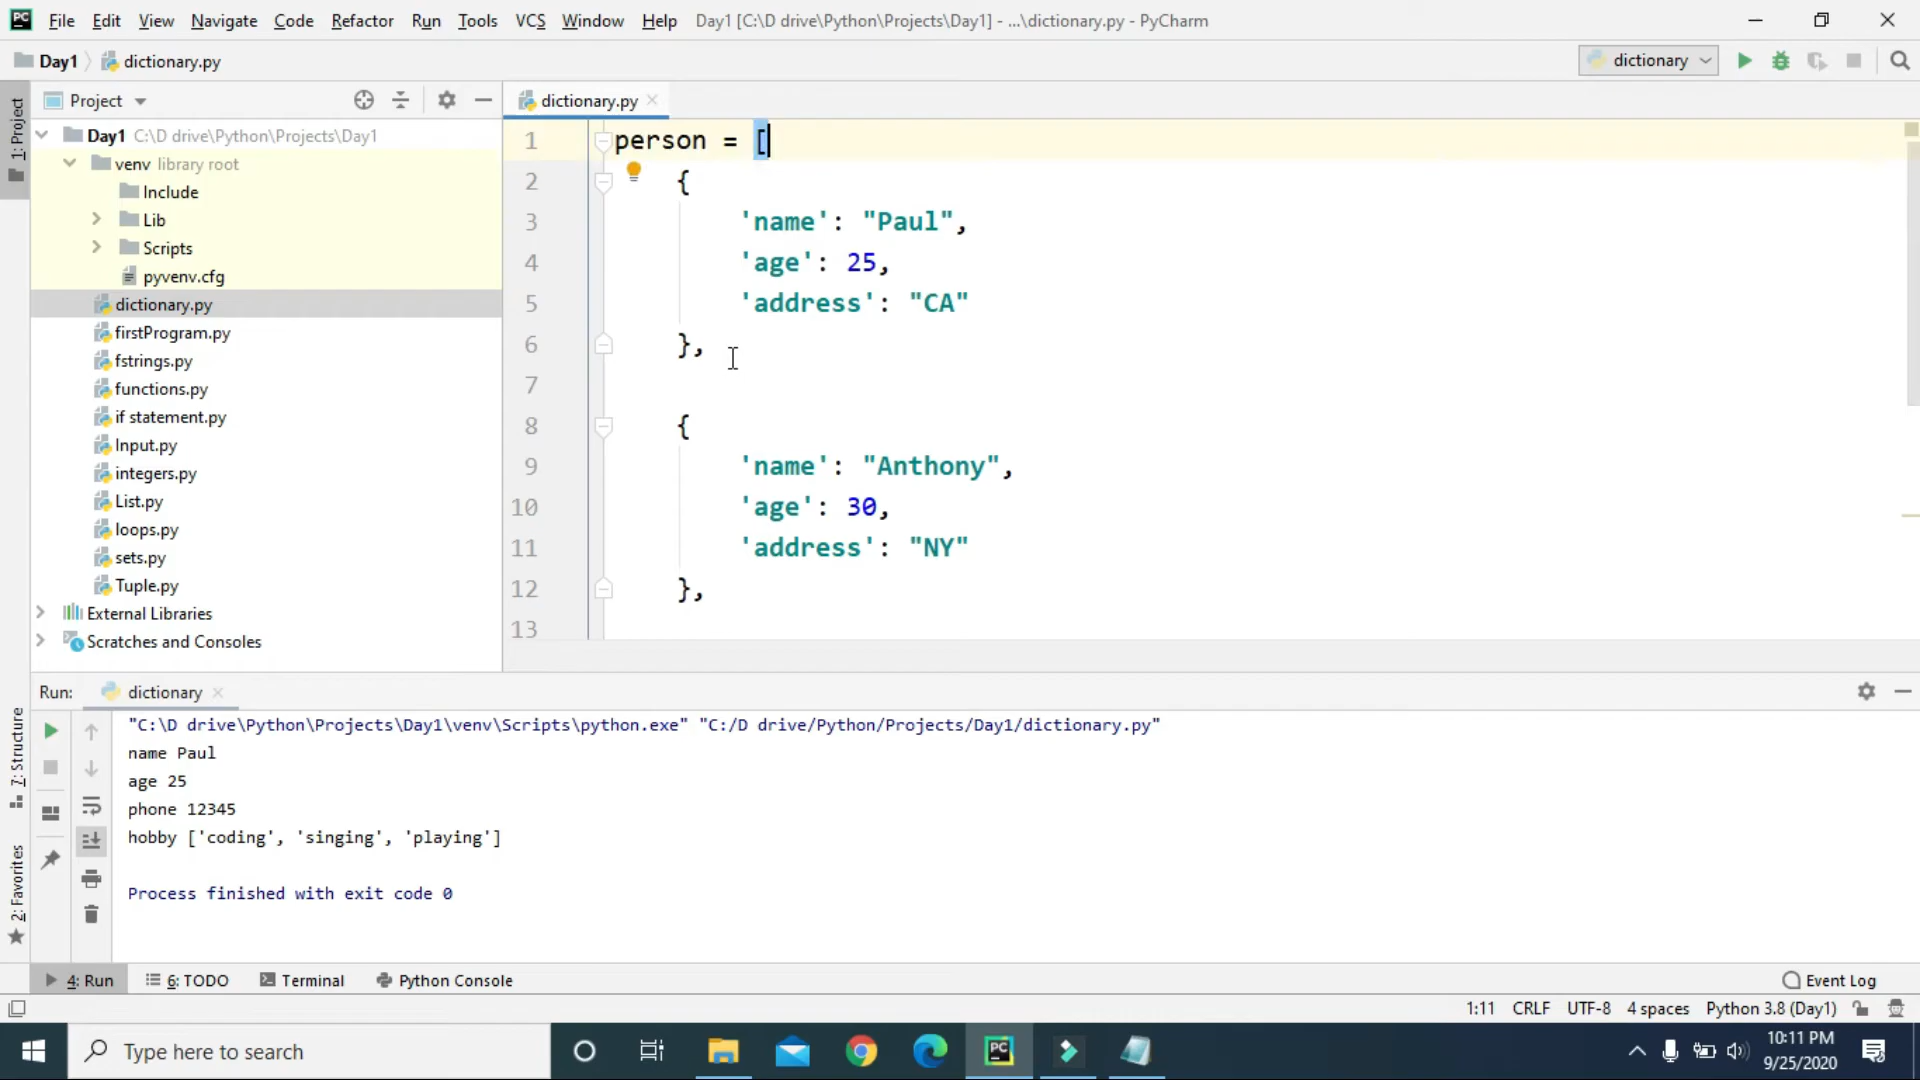 PC File Edit View Navigate Code Refactor Run Tools VCS Window Help Day1 [C:\D drive\Python\Projects\Day1] - ...\dictionary.py - PyCharm
Day1 dictionary.py dictionary
1: Project
Project
Day1 C:\D drive\Python\Projects\Day1
venv library root
Include
Lib
Scripts
pyvenv.cfg
dictionary.py
firstProgram.py
fstrings.py
functions.py
if statement.py
Input.py
integers.py
List.py
loops.py
sets.py
Tuple.py
External Libraries
Scratches and Consoles
dictionary.py
1 person = [
2 {
3 'name': "Paul",
4 'age': 25,
5 'address': "CA"
6 },
7
8 {
9 'name': "Anthony",
10 'age': 30,
11 'address': "NY"
12 },
13
Run: dictionary
7: Structure
2: Favorites
"C:\D drive\Python\Projects\Day1\venv\Scripts\python.exe" "C:/D drive/Python/Projects/Day1/dictionary.py"
name Paul
age 25
phone 12345
hobby ['coding', 'singing', 'playing']
Process finished with exit code 0
4: Run 6: TODO Terminal Python Console Event Log
1:11 CRLF UTF-8 4 spaces Python 3.8 (Day1)
Type here to search
PC
10:11 PM
9/25/2020